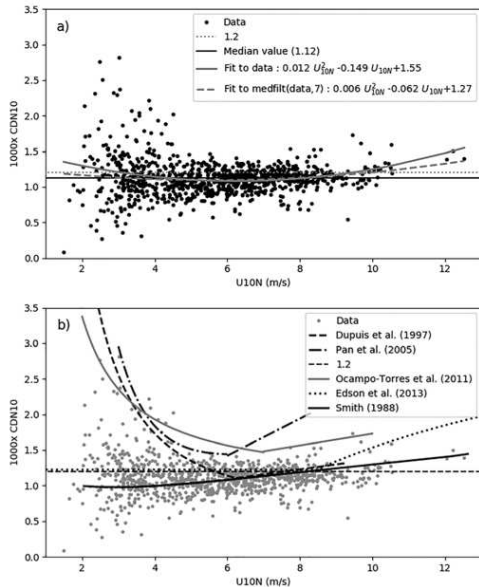 a)
Data
1.2
Median value (1.12)
Fit to data : 0.012 U²10N -0.149 U10N+1.55
Fit to medfilt(data,7) : 0.006 U²10N -0.062 U10N+1.27
1000x CDN10
3.5
3.0
2.5
2.0
1.5
1.0
0.5
0.0
2 4 6 8 10 12
U10N (m/s)
b)
Data
Dupuis et al. (1997)
Pan et al. (2005)
1.2
Ocampo-Torres et al. (2011)
Edson et al. (2013)
Smith (1988)
1000x CDN10
3.5
3.0
2.5
2.0
1.5
1.0
0.5
0.0
2 4 6 8 10 12
U10N (m/s)